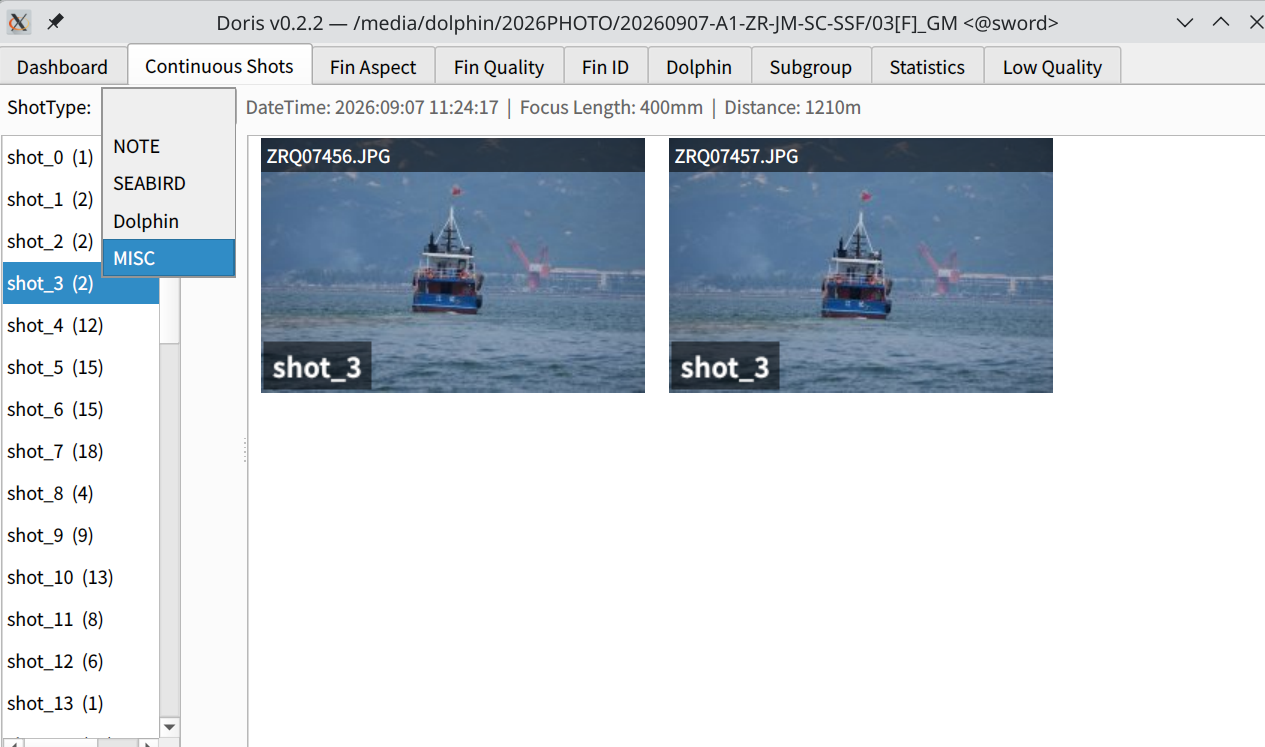 Doris v0.2.2 — /media/dolphin/2026PHOTO/20260907-A1-ZR-JM-SC-SSF/03[F]_GM <@sword>
Dashboard Continuous Shots Fin Aspect Fin Quality Fin ID Dolphin Subgroup Statistics Low Quality
ShotType: DateTime: 2026:09:07 11:24:17 | Focus Length: 400mm | Distance: 1210m
NOTE
SEABIRD
Dolphin
MISC
shot_0 (1)
shot_1 (2)
shot_2 (2)
shot_3 (2)
shot_4 (12)
shot_5 (15)
shot_6 (15)
shot_7 (18)
shot_8 (4)
shot_9 (9)
shot_10 (13)
shot_11 (8)
shot_12 (6)
shot_13 (1)
ZRQ07456.JPG
shot_3
ZRQ07457.JPG
shot_3